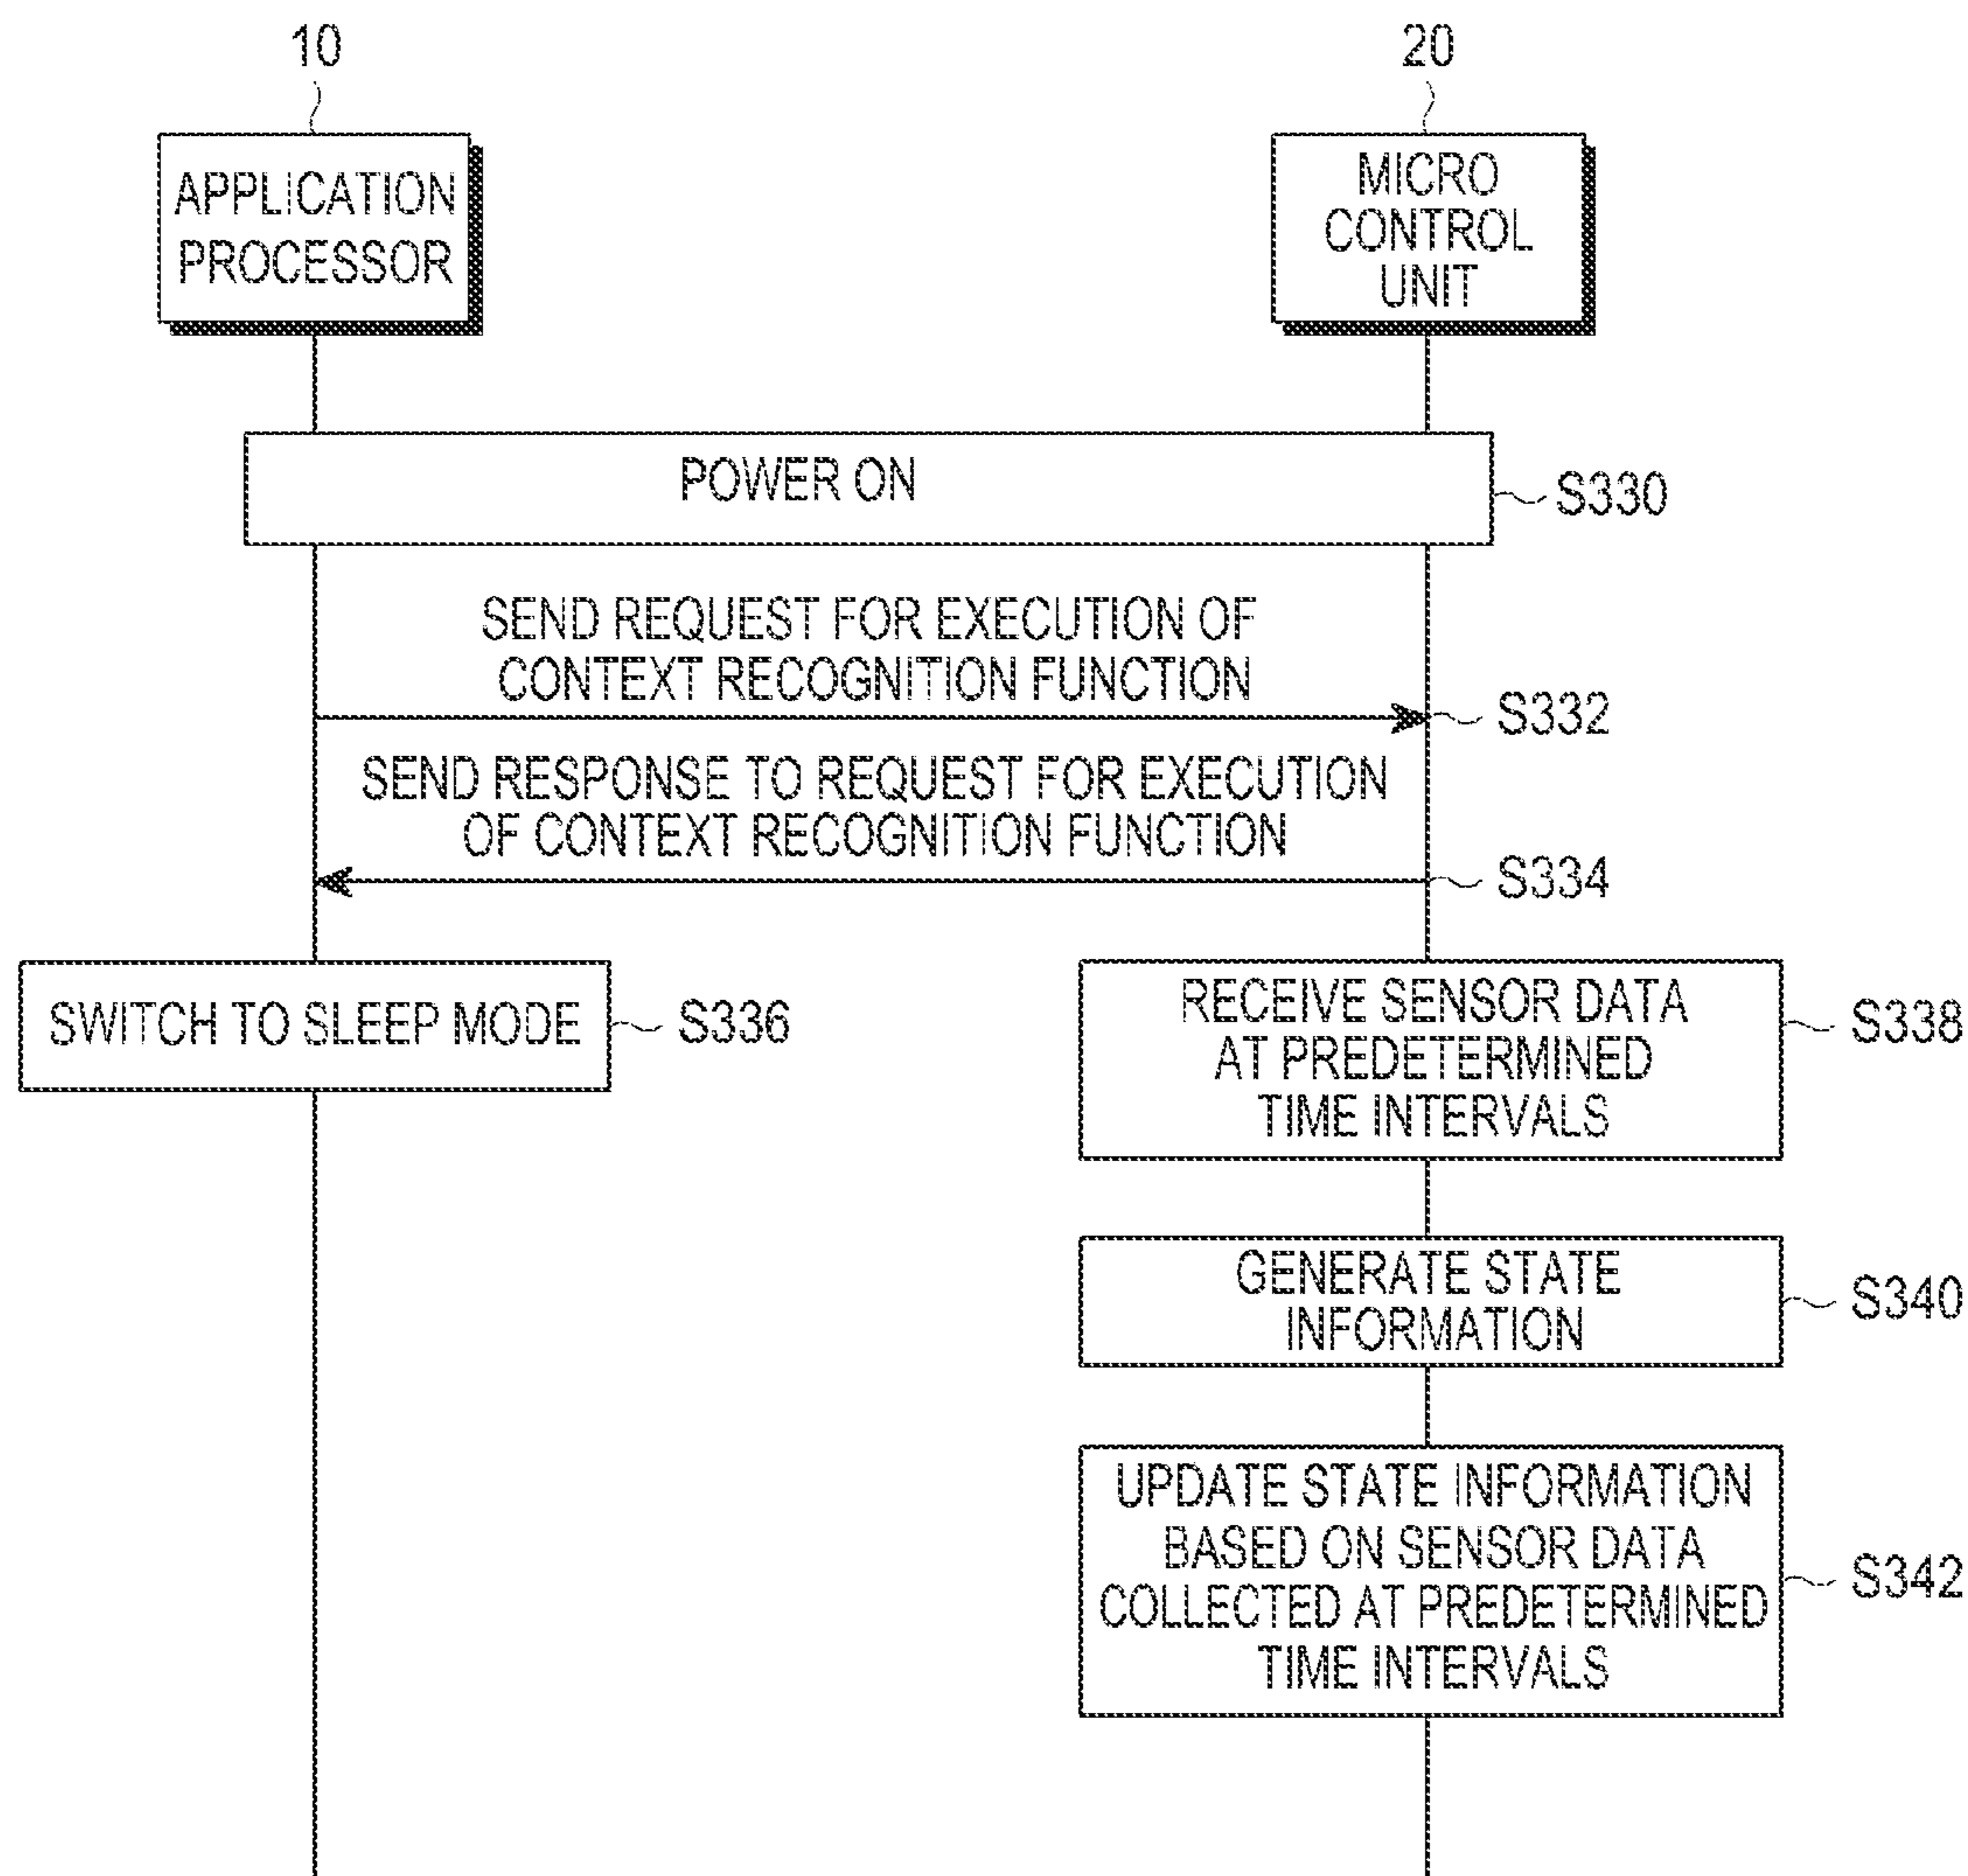 10
20
APPLICATION
PROCESSOR
MICRO
CONTROL
UNIT
POWER ON
S330
SEND REQUEST FOR EXECUTION OF
CONTEXT RECOGNITION FUNCTION
S332
SEND RESPONSE TO REQUEST FOR EXECUTION
OF CONTEXT RECOGNITION FUNCTION
S334
SWITCH TO SLEEP MODE
S336
RECEIVE SENSOR DATA
AT PREDETERMINED
TIME INTERVALS
S338
GENERATE STATE
INFORMATION
S340
UPDATE STATE INFORMATION
BASED ON SENSOR DATA
COLLECTED AT PREDETERMINED
TIME INTERVALS
S342